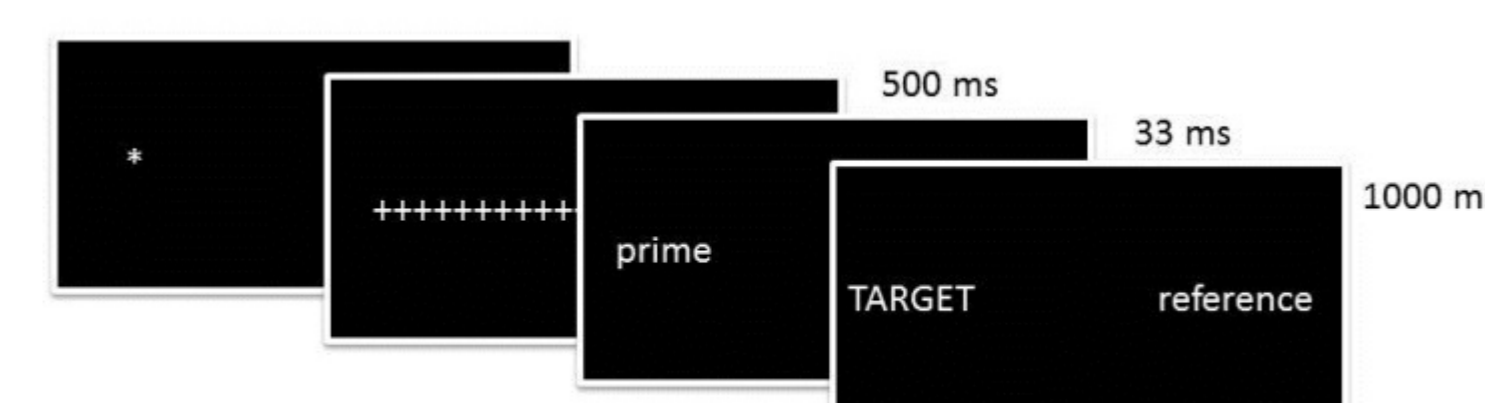 *
500 ms
++++++++++
33 ms
prime
1000 m
TARGET reference